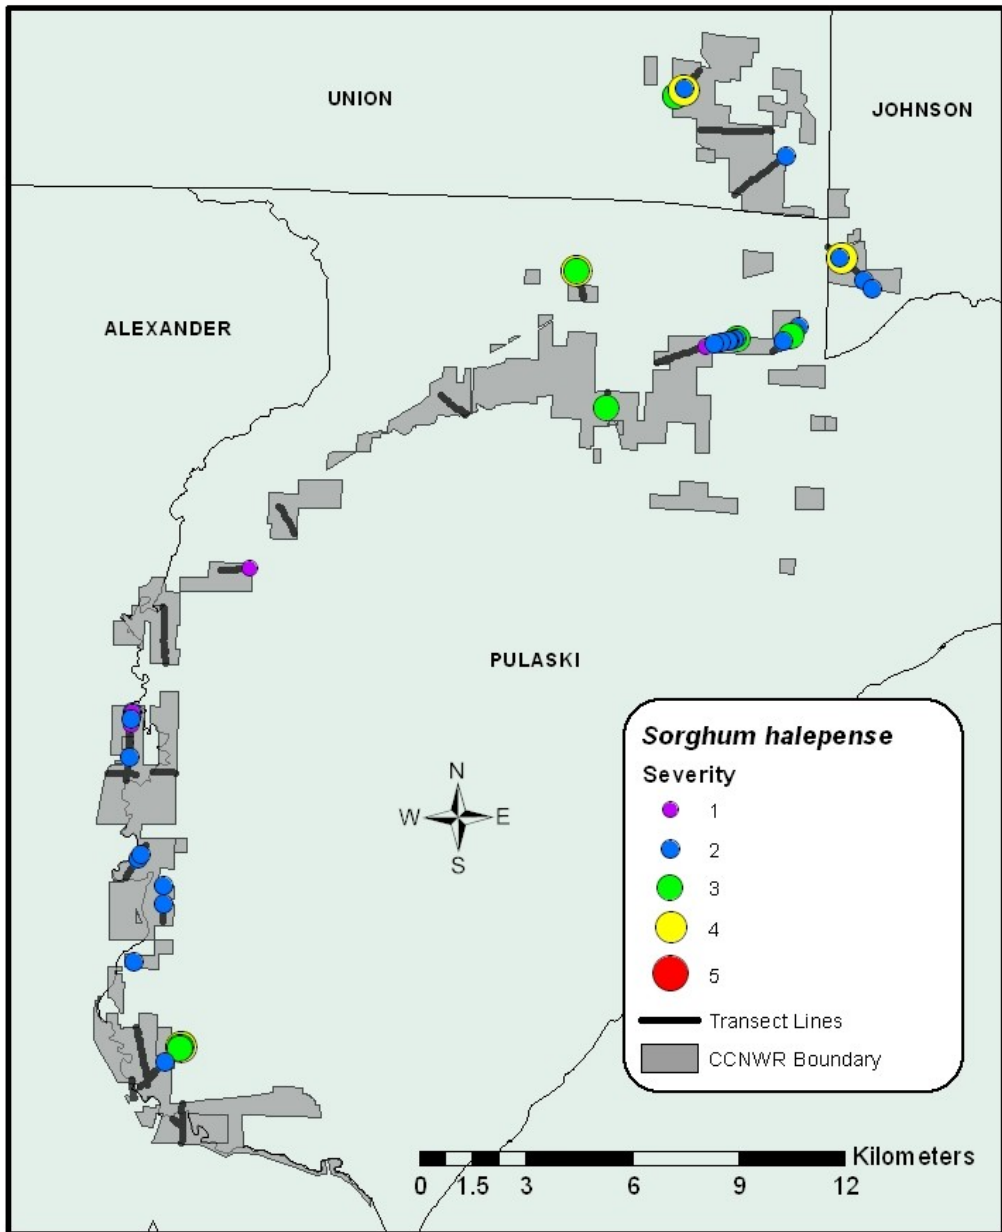 UNION
JOHNSON
ALEXANDER
PULASKI
N
W E
S
Sorghum halepense
Severity
1
2
3
4
5
Transect Lines
CCNWR Boundary
Kilometers
0 1.5 3 6 9 12